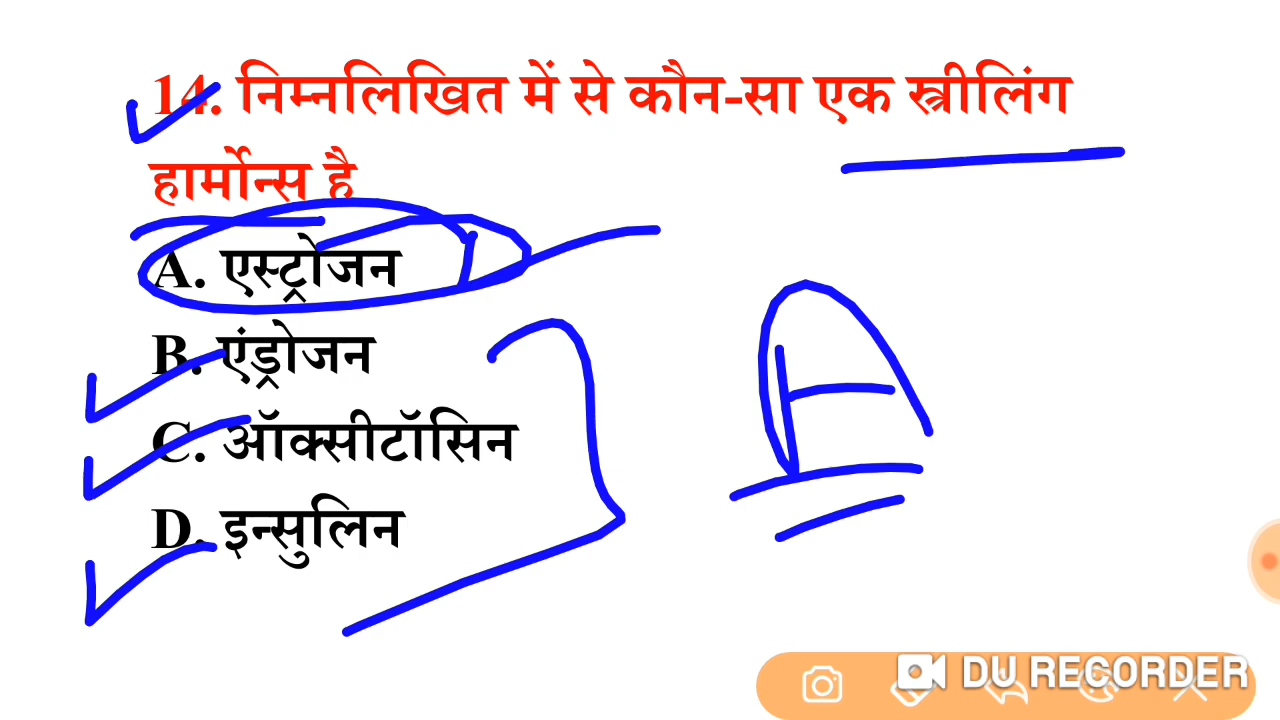 14. निम्नलिखित में से कौन-सा एक स्त्रीलिंग
हार्मोन्स है
A. एस्ट्रोजन
B. एंड्रोजन
C. ऑक्सीटॉसिन
D. इन्सुलिन
A
DU RECORDER